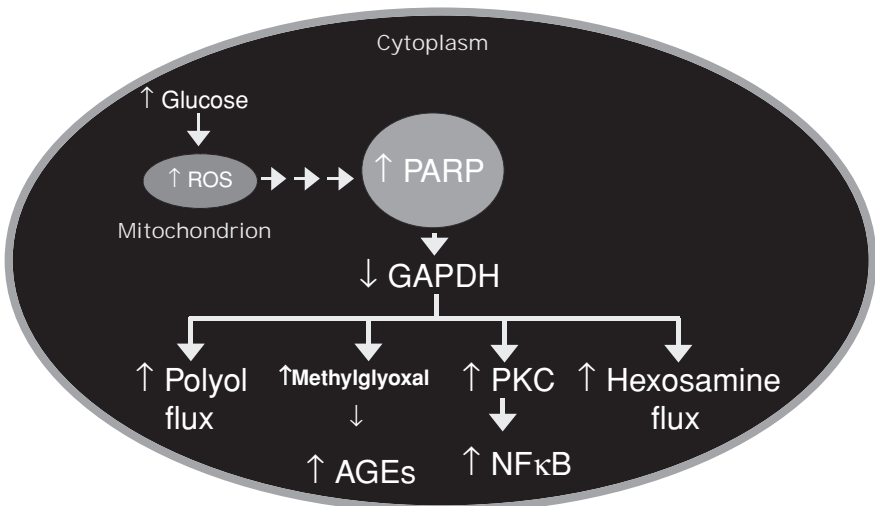 Cytoplasm
↑ Glucose
↑ ROS
↑ PARP
Mitochondrion
↓ GAPDH
↑ Polyol
flux
↑Methylglyoxal
↓
↑ AGEs
↑ PKC
↑ NFκB
↑ Hexosamine
flux